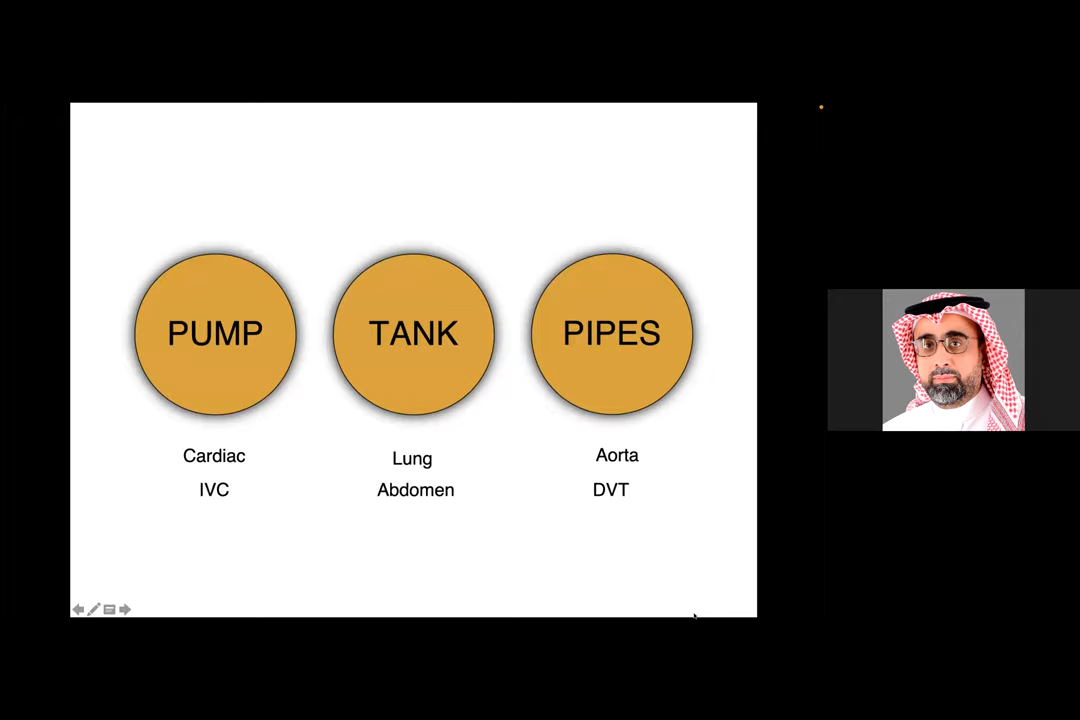 PUMP
TANK
PIPES
Cardiac
Lung
Aorta
IVC
Abdomen
DVT